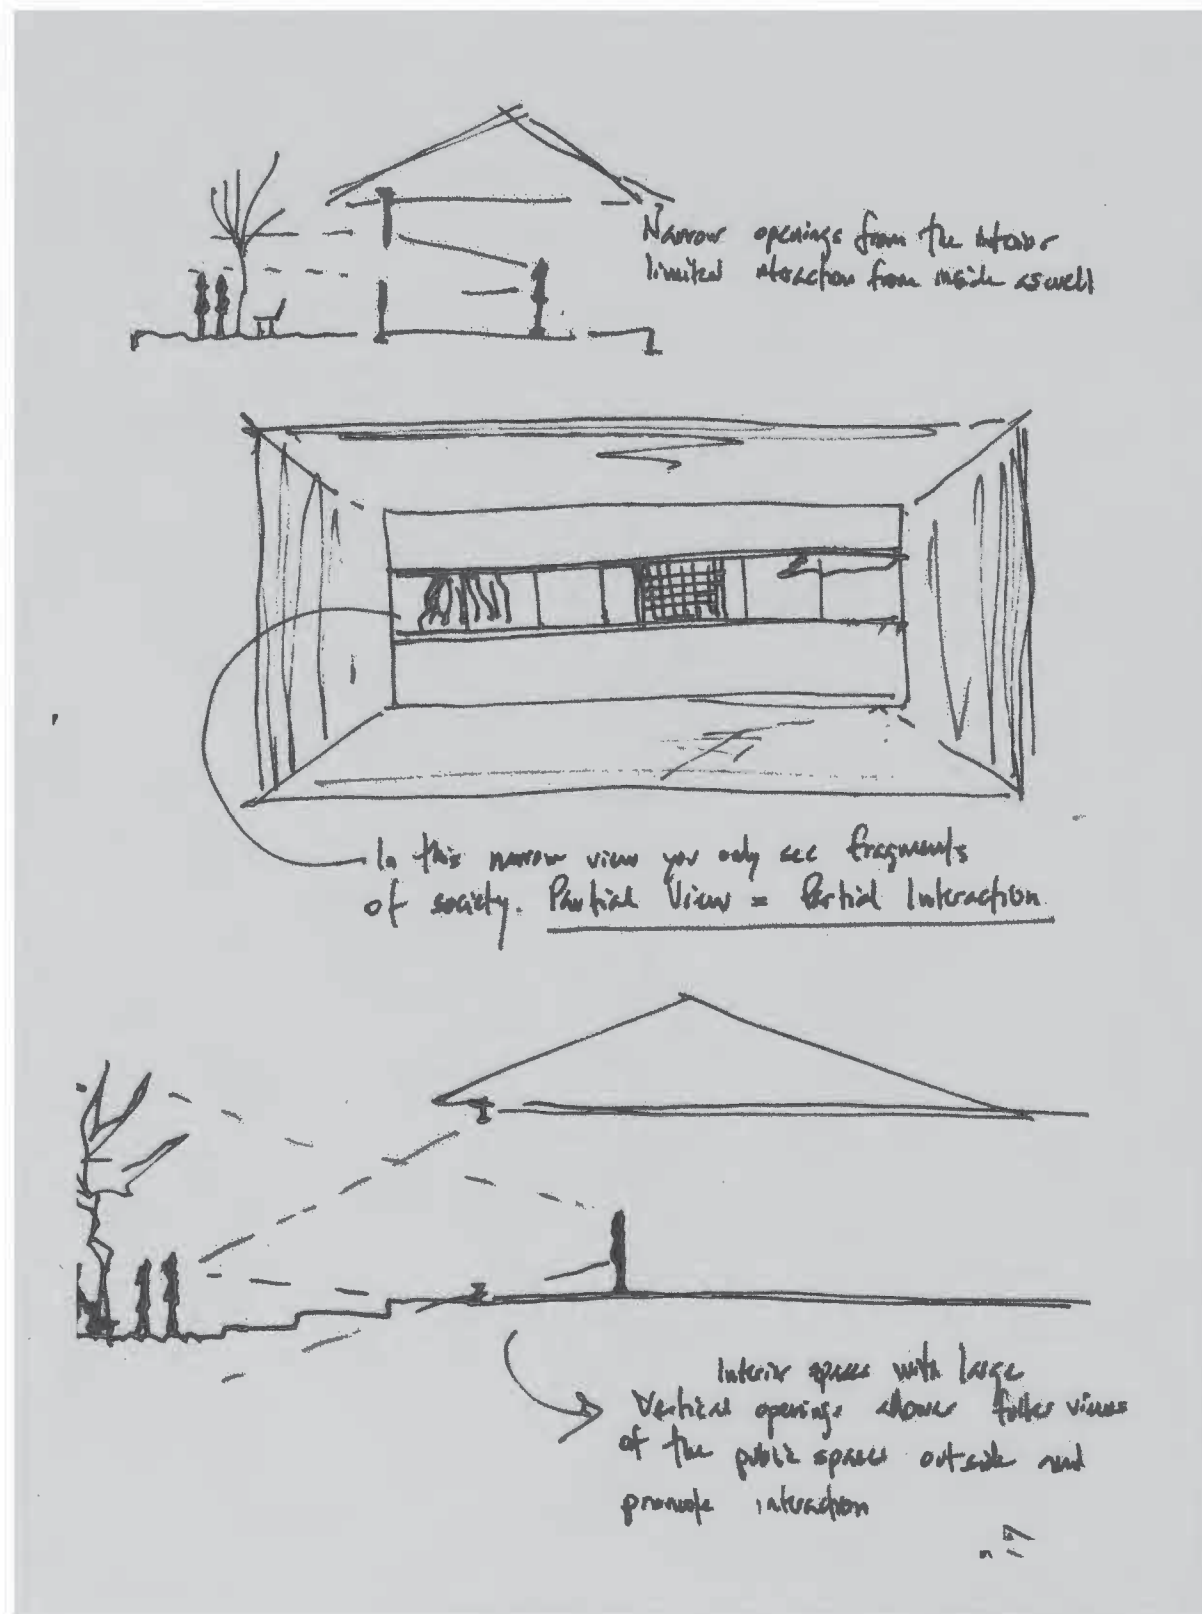 Narrow openings from the interior
limited interaction from inside as well
In this narrow view you only see fragments
of society. Partial View = Partial Interaction
Interior spaces with large
Vertical openings allows fuller views
of the public spaces outside and
promote interaction